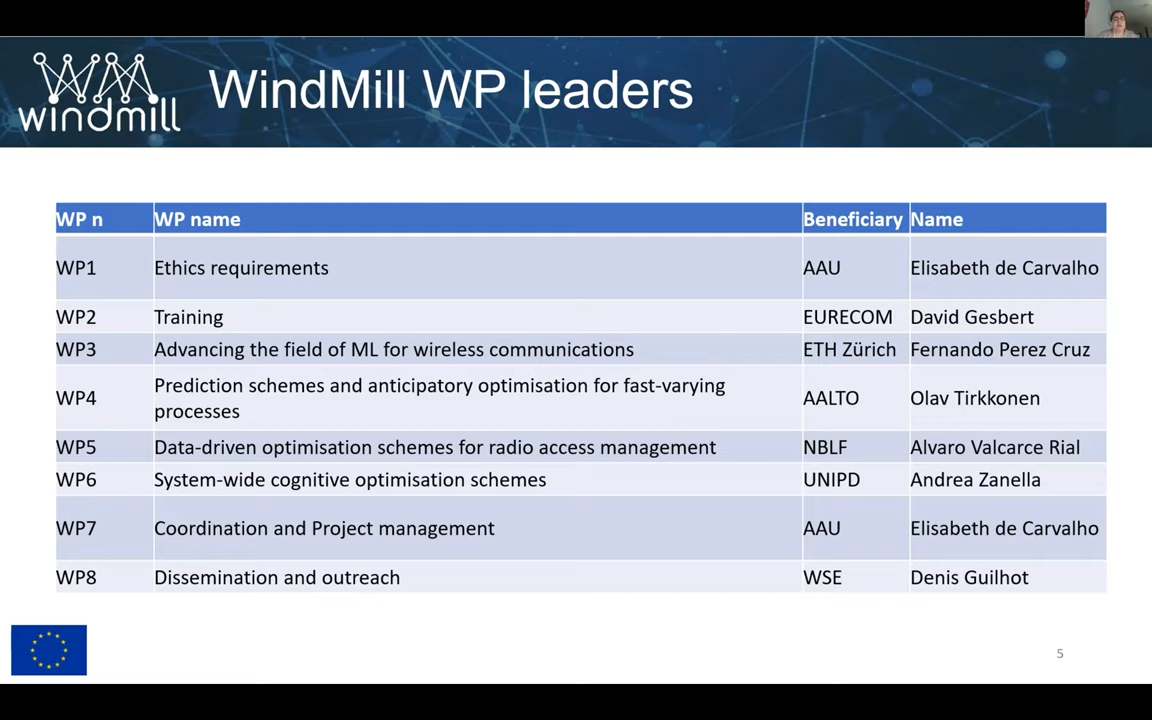 windmill
WindMill WP leaders
WP n WP name Beneficiary Name
WP1 Ethics requirements AAU Elisabeth de Carvalho
WP2 Training EURECOM David Gesbert
WP3 Advancing the field of ML for wireless communications ETH Zürich Fernando Perez Cruz
WP4 Prediction schemes and anticipatory optimisation for fast-varying
processes AALTO Olav Tirkkonen
WP5 Data-driven optimisation schemes for radio access management NBLF Alvaro Valcarce Rial
WP6 System-wide cognitive optimisation schemes UNIPD Andrea Zanella
WP7 Coordination and Project management AAU Elisabeth de Carvalho
WP8 Dissemination and outreach WSE Denis Guilhot
5